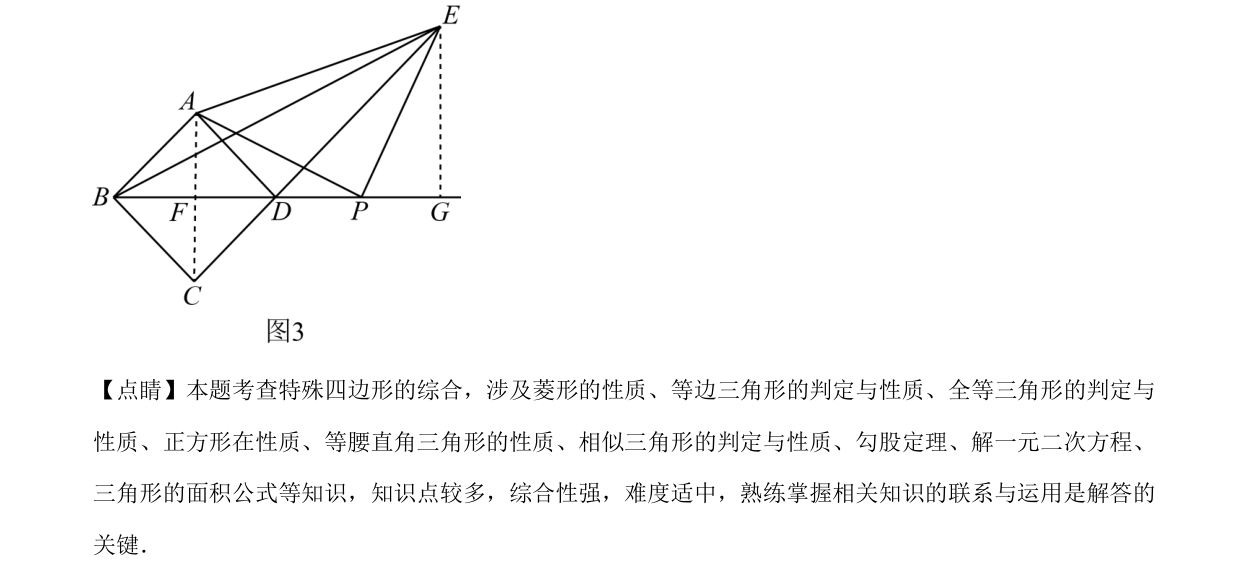 E
A
B
F
D
P
G
C
图3
【点睛】本题考查特殊四边形的综合，涉及菱形的性质、等边三角形的判定与性质、全等三角形的判定与
性质、正方形在性质、等腰直角三角形的性质、相似三角形的判定与性质、勾股定理、解一元二次方程、
三角形的面积公式等知识，知识点较多，综合性强，难度适中，熟练掌握相关知识的联系与运用是解答的
关键．